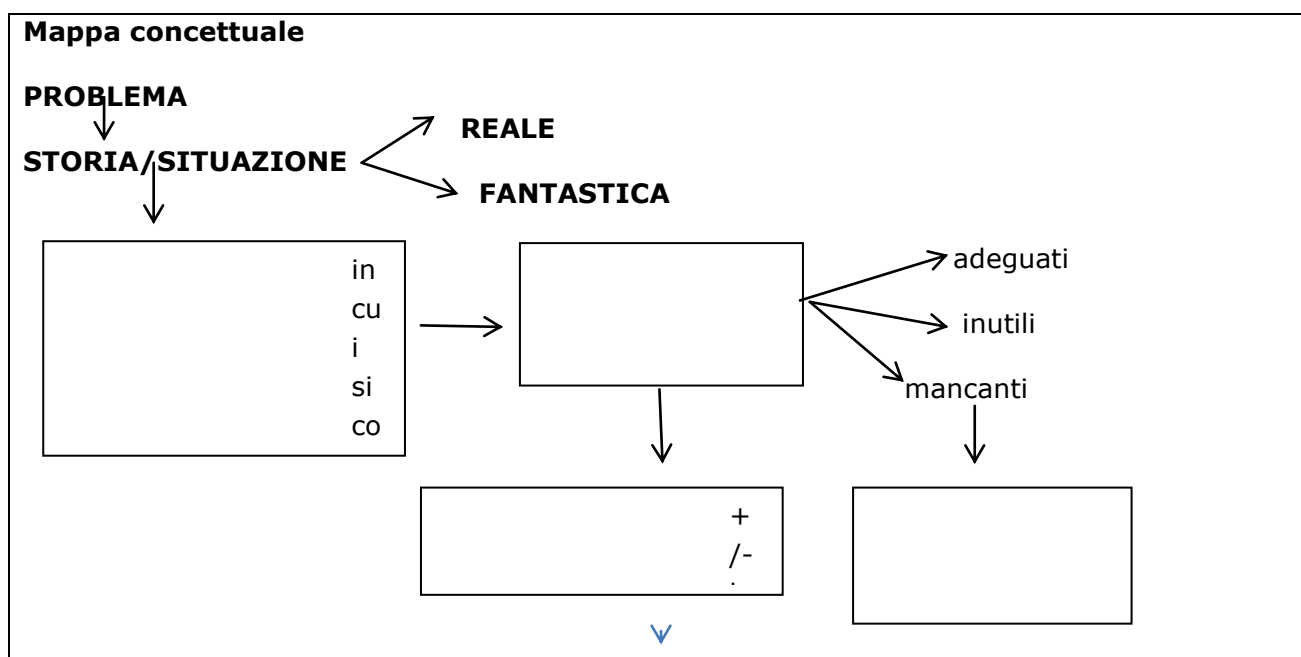 Mappa concettuale
PROBLEMA
REALE
STORIA/SITUAZIONE
FANTASTICA
in
cu
i
si
co
adeguati
inutili
mancanti
+
/-